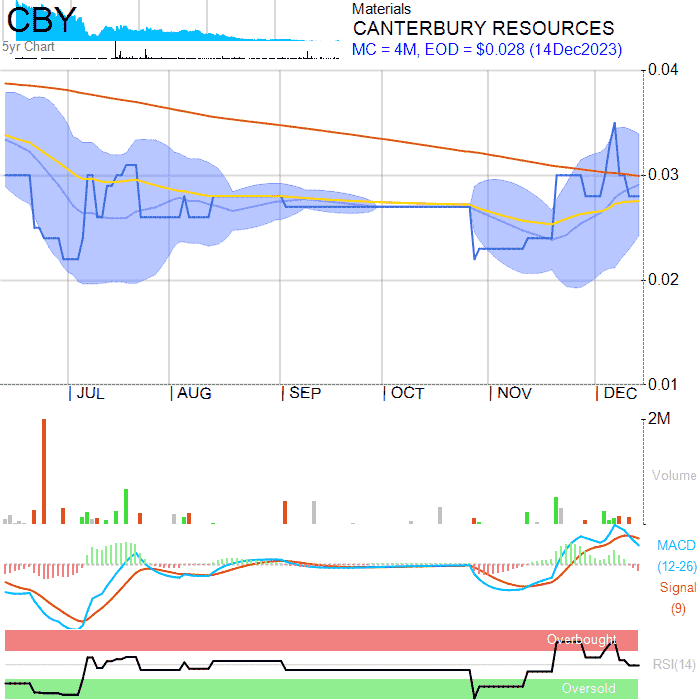 CBY
5yr Chart
Materials
CANTERBURY RESOURCES
MC = 4M, EOD = $0.028 (14Dec2023)
0.04
0.03
0.02
0.01
JUL AUG SEP OCT NOV DEC
2M
Volume
MACD
(12-26)
Signal
(9)
Overbought
RSI(14)
Oversold